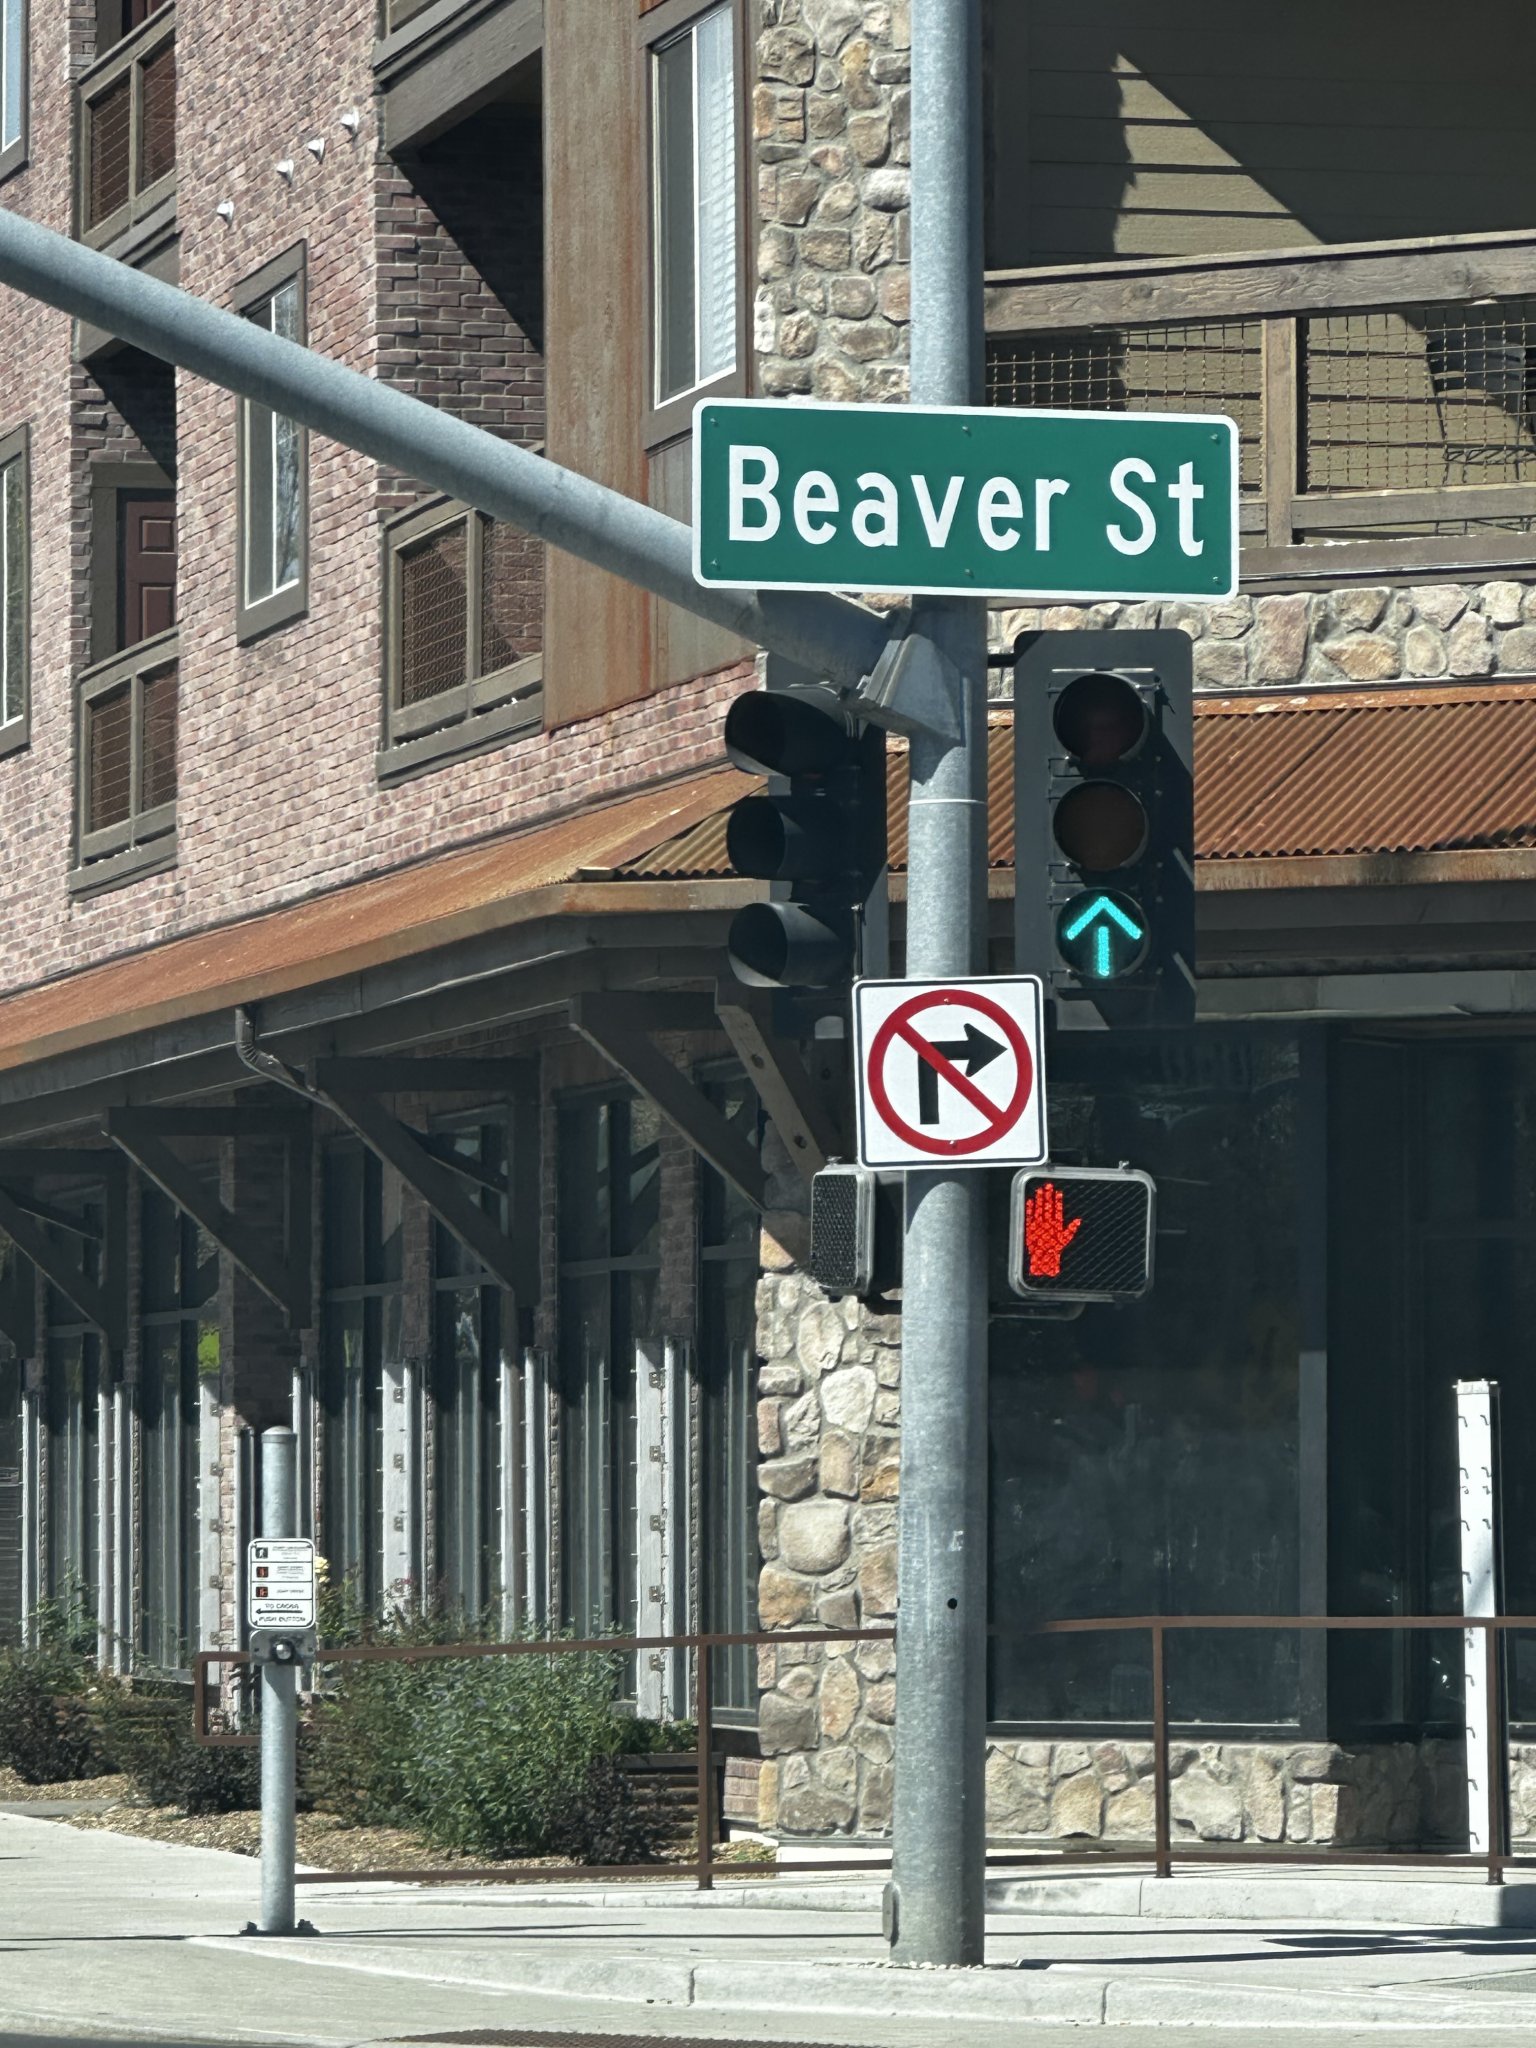 Beaver St
TO CROSS
PUSH BUTTON